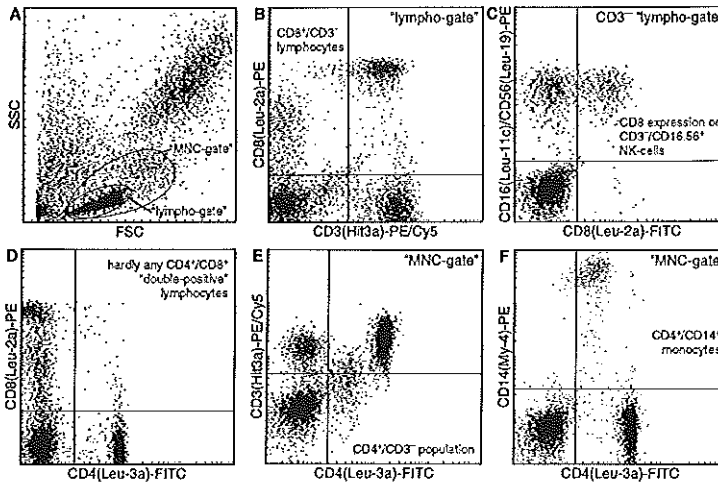 A
SSC
"MNC-gate"
"lympho-gate"
FSC
B
"lympho-gate"
CD8⁺/CD3⁻
lymphocytes
CD8(Leu-2a)-PE
CD3(Hit3a)-PE/Cy5
C
CD3⁻ "lympho-gate"
CD16(Leu-11c)/CD56(Leu-19)-PE
CD8 expression on
CD3⁻/CD16.56⁺
NK-cells
CD8(Leu-2a)-FITC
D
hardly any CD4⁺/CD8⁺
"double-positive"
lymphocytes
CD8(Leu-2a)-PE
CD4(Leu-3a)-FITC
E
"MNC-gate"
CD3(Hit3a)-PE/Cy5
CD4⁺/CD3⁻ population
CD4(Leu-3a)-FITC
F
"MNC-gate"
CD14(My-4)-PE
CD4⁺/CD14⁺
monocytes
CD4(Leu-3a)-FITC